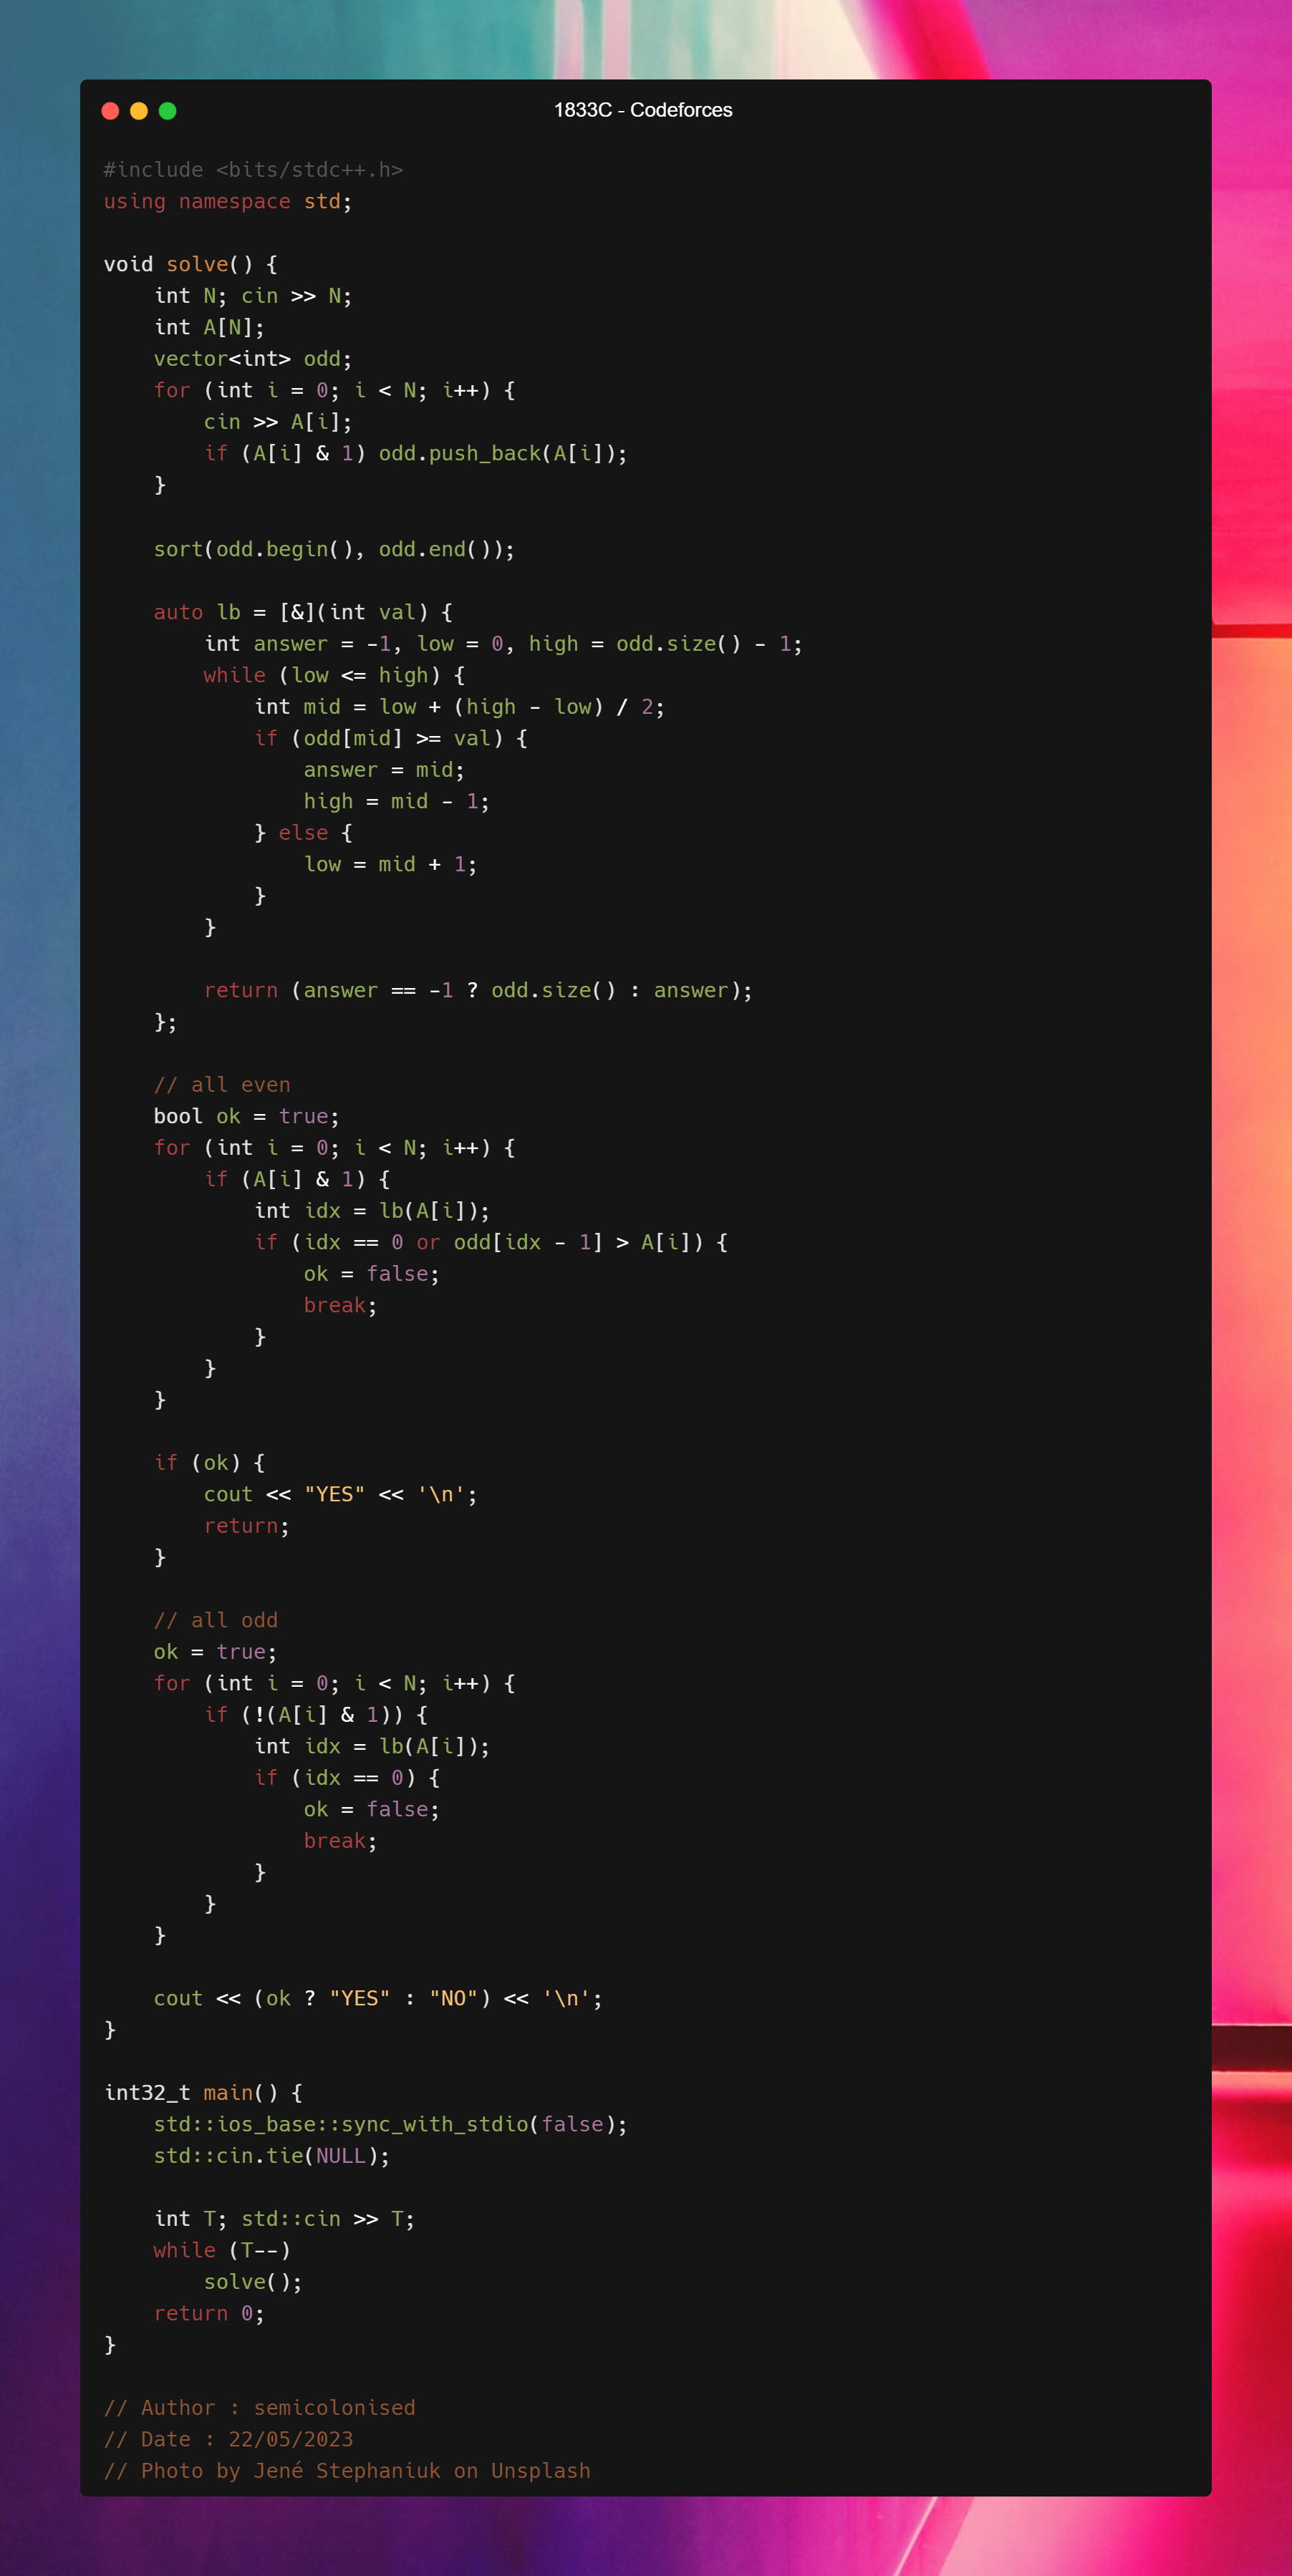 1833C - Codeforces
#include <bits/stdc++.h>
using namespace std;

void solve() {
    int N; cin >> N;
    int A[N];
    vector<int> odd;
    for (int i = 0; i < N; i++) {
        cin >> A[i];
        if (A[i] & 1) odd.push_back(A[i]);
    }

    sort(odd.begin(), odd.end());

    auto lb = [&](int val) {
        int answer = -1, low = 0, high = odd.size() - 1;
        while (low <= high) {
            int mid = low + (high - low) / 2;
            if (odd[mid] >= val) {
                answer = mid;
                high = mid - 1;
            } else {
                low = mid + 1;
            }
        }

        return (answer == -1 ? odd.size() : answer);
    };

    // all even
    bool ok = true;
    for (int i = 0; i < N; i++) {
        if (A[i] & 1) {
            int idx = lb(A[i]);
            if (idx == 0 or odd[idx - 1] > A[i]) {
                ok = false;
                break;
            }
        }
    }

    if (ok) {
        cout << "YES" << '\n';
        return;
    }

    // all odd
    ok = true;
    for (int i = 0; i < N; i++) {
        if (!(A[i] & 1)) {
            int idx = lb(A[i]);
            if (idx == 0) {
                ok = false;
                break;
            }
        }
    }

    cout << (ok ? "YES" : "NO") << '\n';
}

int32_t main() {
    std::ios_base::sync_with_stdio(false);
    std::cin.tie(NULL);

    int T; std::cin >> T;
    while (T--)
        solve();
    return 0;
}

// Author : semicolonised
// Date : 22/05/2023
// Photo by Jené Stephaniuk on Unsplash